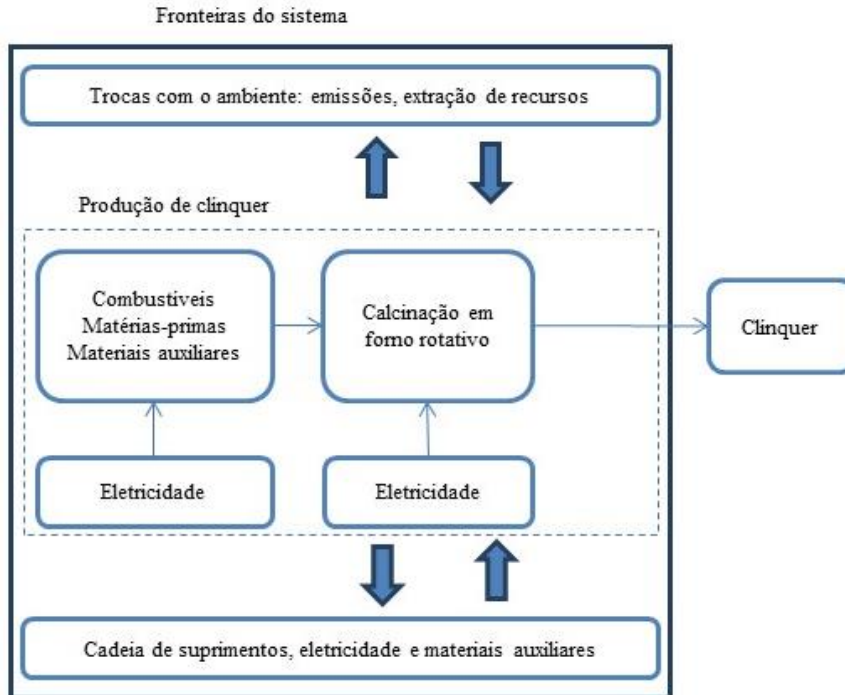 Fronteiras do sistema
Trocas com o ambiente: emissões, extração de recursos
Produção de clinquer
Combustíveis
Matérias-primas
Materiais auxiliares
Calcinação em
forno rotativo
Clinquer
Eletricidade
Eletricidade
Cadeia de suprimentos, eletricidade e materiais auxiliares